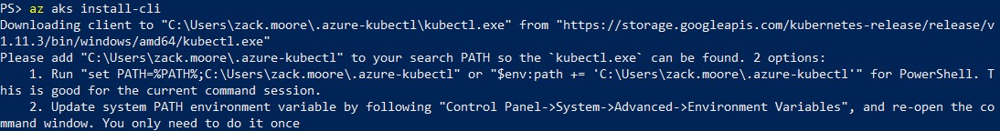 PS> az aks install-cli
Downloading client to "C:\Users\zack.moore\.azure-kubectl\kubectl.exe" from "https://storage.googleapis.com/kubernetes-release/release/v
1.11.3/bin/windows/amd64/kubectl.exe"
Please add "C:\Users\zack.moore\.azure-kubectl" to your search PATH so the `kubectl.exe` can be found. 2 options:
    1. Run "set PATH=%PATH%;C:\Users\zack.moore\.azure-kubectl" or "$env:path += 'C:\Users\zack.moore\.azure-kubectl'" for PowerShell. T
his is good for the current command session.
    2. Update system PATH environment variable by following "Control Panel->System->Advanced->Environment Variables", and re-open the co
mmand window. You only need to do it once